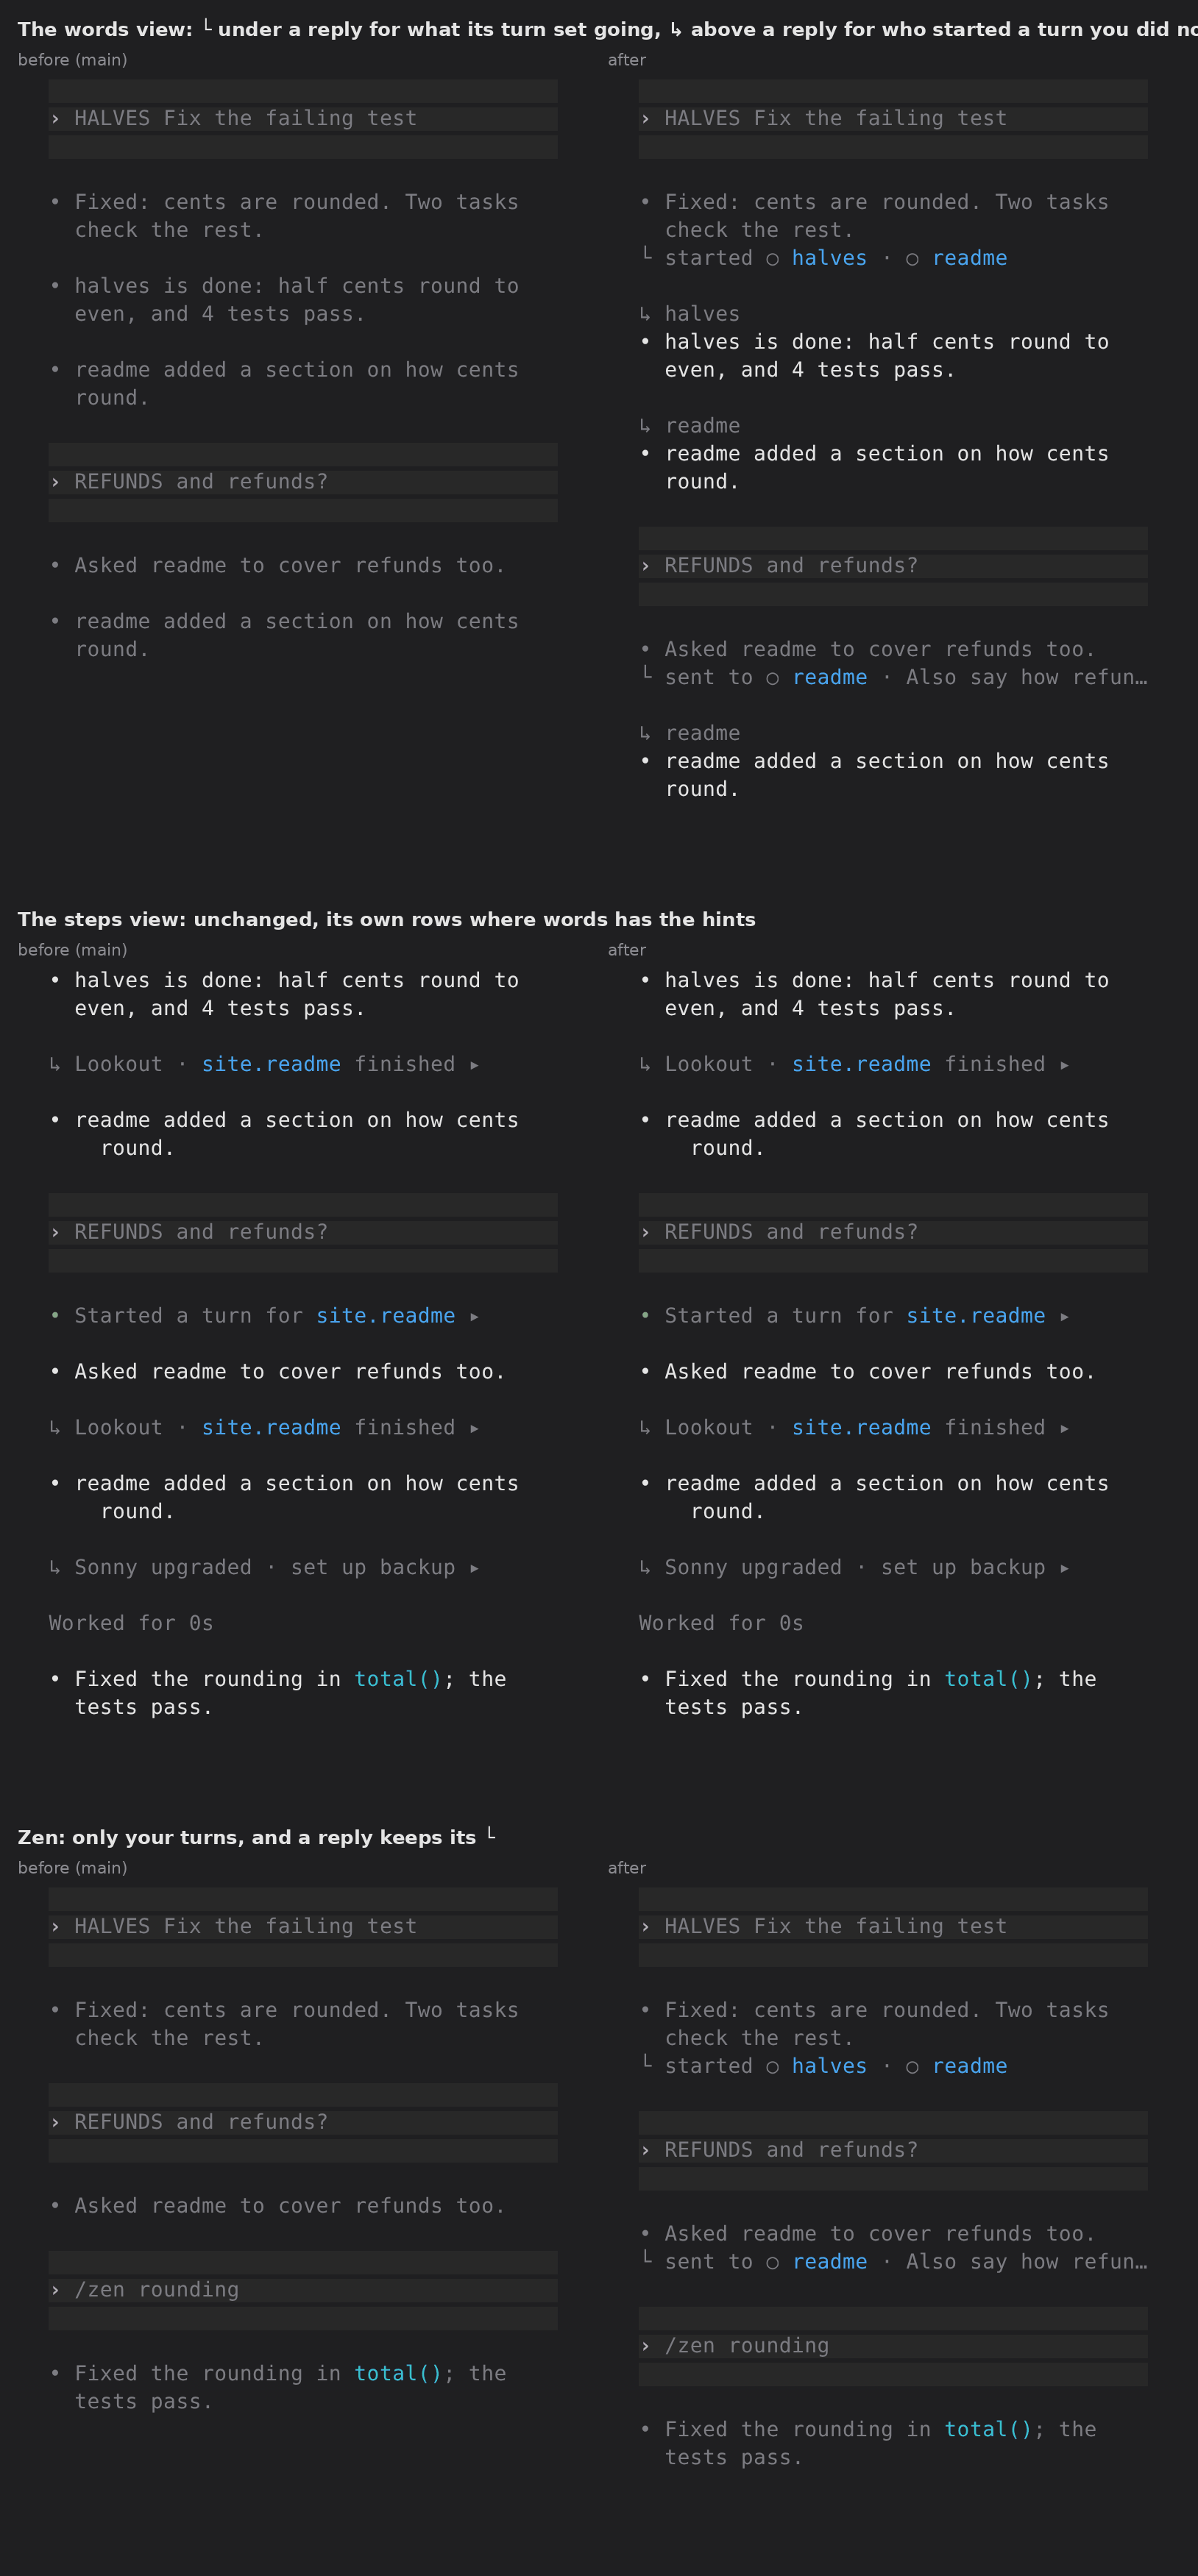 The words view: └ under a reply for what its turn set going, ↳ above a reply for who started a turn you did no
before (main)
› HALVES Fix the failing test
• Fixed: cents are rounded. Two tasks
check the rest.
• halves is done: half cents round to
even, and 4 tests pass.
• readme added a section on how cents
round.
› REFUNDS and refunds?
• Asked readme to cover refunds too.
• readme added a section on how cents
round.
after
› HALVES Fix the failing test
• Fixed: cents are rounded. Two tasks
check the rest.
└ started ○ halves · ○ readme
↳ halves
• halves is done: half cents round to
even, and 4 tests pass.
↳ readme
• readme added a section on how cents
round.
› REFUNDS and refunds?
• Asked readme to cover refunds too.
└ sent to ○ readme · Also say how refun…
↳ readme
• readme added a section on how cents
round.
The steps view: unchanged, its own rows where words has the hints
before (main)
• halves is done: half cents round to
even, and 4 tests pass.
↳ Lookout · site.readme finished ▸
• readme added a section on how cents
round.
› REFUNDS and refunds?
• Started a turn for site.readme ▸
• Asked readme to cover refunds too.
↳ Lookout · site.readme finished ▸
• readme added a section on how cents
round.
↳ Sonny upgraded · set up backup ▸
Worked for 0s
• Fixed the rounding in total(); the
tests pass.
after
• halves is done: half cents round to
even, and 4 tests pass.
↳ Lookout · site.readme finished ▸
• readme added a section on how cents
round.
› REFUNDS and refunds?
• Started a turn for site.readme ▸
• Asked readme to cover refunds too.
↳ Lookout · site.readme finished ▸
• readme added a section on how cents
round.
↳ Sonny upgraded · set up backup ▸
Worked for 0s
• Fixed the rounding in total(); the
tests pass.
Zen: only your turns, and a reply keeps its └
before (main)
› HALVES Fix the failing test
• Fixed: cents are rounded. Two tasks
check the rest.
› REFUNDS and refunds?
• Asked readme to cover refunds too.
› /zen rounding
• Fixed the rounding in total(); the
tests pass.
after
› HALVES Fix the failing test
• Fixed: cents are rounded. Two tasks
check the rest.
└ started ○ halves · ○ readme
› REFUNDS and refunds?
• Asked readme to cover refunds too.
└ sent to ○ readme · Also say how refun…
› /zen rounding
• Fixed the rounding in total(); the
tests pass.